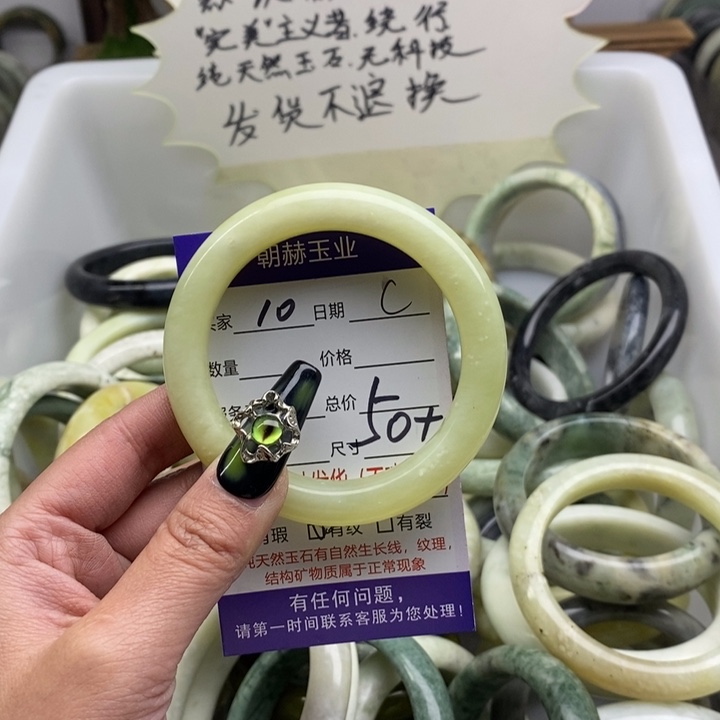 "完美"主义者.绕行
纯天然玉石.无科技
发货不退换
朝赫玉业
家 10 日期 C
数量 价格
总价 50+
尺寸
有瑕 ☑有纹 □有裂
纯天然玉石有自然生长线，纹理，
结构矿物质属于正常现象
有任何问题，
请第一时间联系客服为您处理！